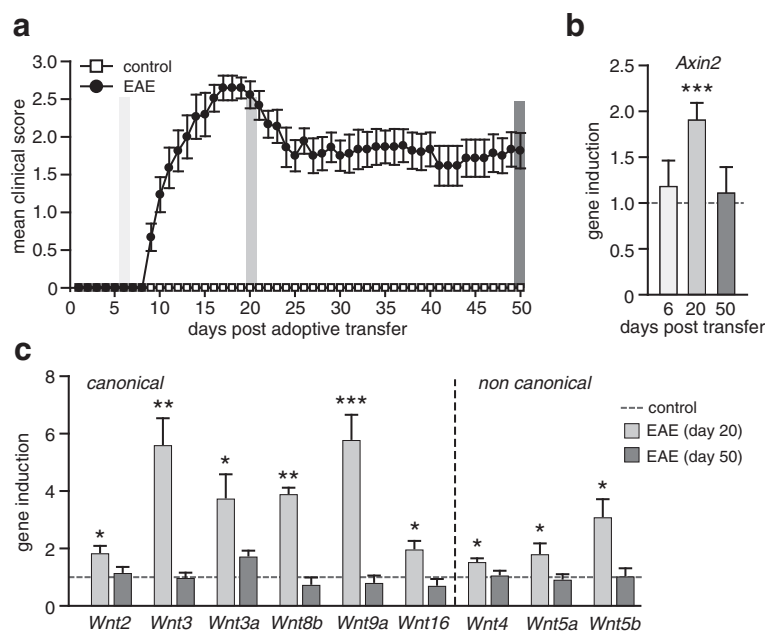 a
control
EAE
mean clinical score
3.0
2.5
2.0
1.5
1.0
0.5
0
0 5 10 15 20 25 30 35 40 45 50
days post adoptive transfer
b
Axin2
gene induction
2.5
2.0
1.5
1.0
0.5
0
***
6 20 50
days post transfer
c
canonical
non canonical
gene induction
8
6
4
2
0
* ** * ** *** * * * *
control
EAE (day 20)
EAE (day 50)
Wnt2 Wnt3 Wnt3a Wnt8b Wnt9a Wnt16 Wnt4 Wnt5a Wnt5b